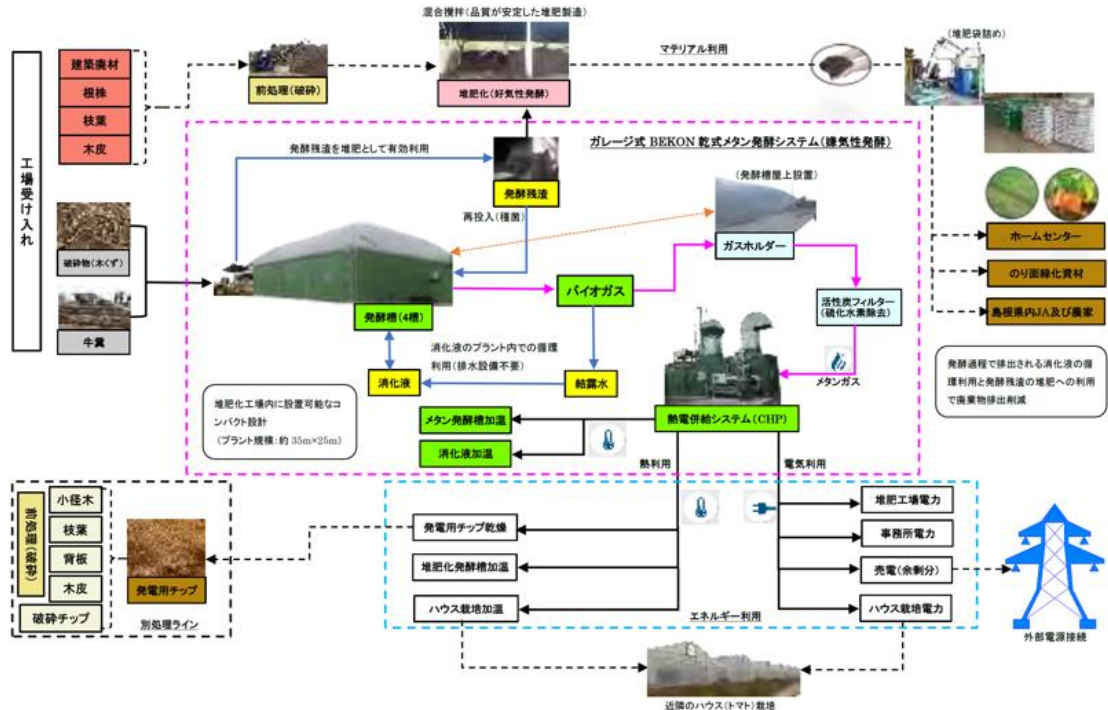 混合攪拌(品質が安定した堆肥製造)
マテリアル利用
(堆肥袋詰め)
建築廃材
根株
枝葉
木皮
前処理(破砕)
堆肥化(好気性発酵)
工場受け入れ
ガレージ式 BEKON 乾式メタン発酵システム(嫌気性発酵)
発酵残渣を堆肥として有効利用
発酵残渣
(発酵槽屋上設置)
再投入(種菌)
ガスホルダー
破砕物(木くず)
牛糞
バイオガス
ホームセンター
のり面緑化資材
島根県内JA及び農家
活性炭フィルター
(硫化水素除去)
発酵槽(4槽)
消化液のプラント内での循環
利用(排水設備不要)
消化液
結露水
メタンガス
発酵過程で排出される消化液の循
環利用と発酵残渣の堆肥への利用
で廃棄物排出削減
堆肥化工場内に設置可能なコ
ンパクト設計
(プラント規模:約 35m×25m)
メタン発酵槽加温
消化液加温
熱電併給システム(CHP)
熱利用
電気利用
前処理(破砕)
小径木
枝葉
背板
木皮
破砕チップ
発電用チップ
別処理ライン
発電用チップ乾燥
堆肥化発酵槽加温
ハウス栽培加温
堆肥工場電力
事務所電力
売電(余剰分)
ハウス栽培電力
エネルギー利用
外部電源接続
近隣のハウス(トマト)栽培